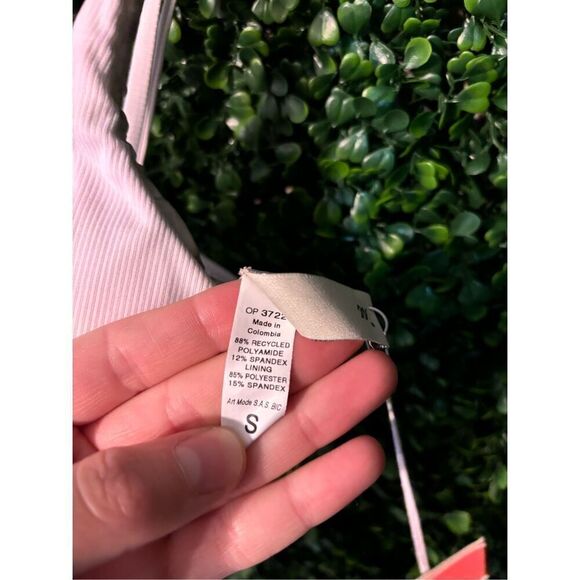 OP 3722
Made in
Colombia
88% RECYCLED
POLYAMIDE
12% SPANDEX
LINING
85% POLYESTER
15% SPANDEX
Art Mode S.A.S. BIC
S